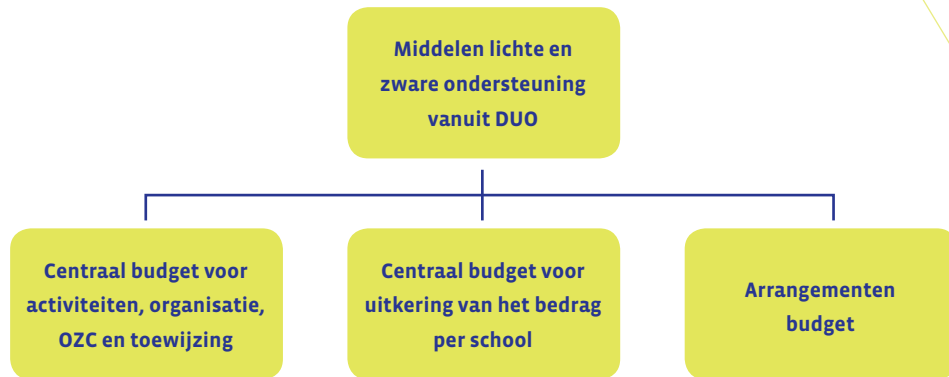 Middelen lichte en
zware ondersteuning
vanuit DUO
Centraal budget voor
activiteiten, organisatie,
OZC en toewijzing
Centraal budget voor
uitkering van het bedrag
per school
Arrangementen
budget